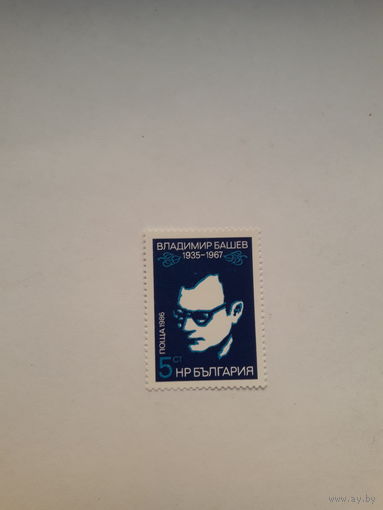 ВЛАДИМИР БАШЕВ
1935-1967
ПОЩА 1986
5 СТ
НР БЪЛГАРИЯ
www.ay.by